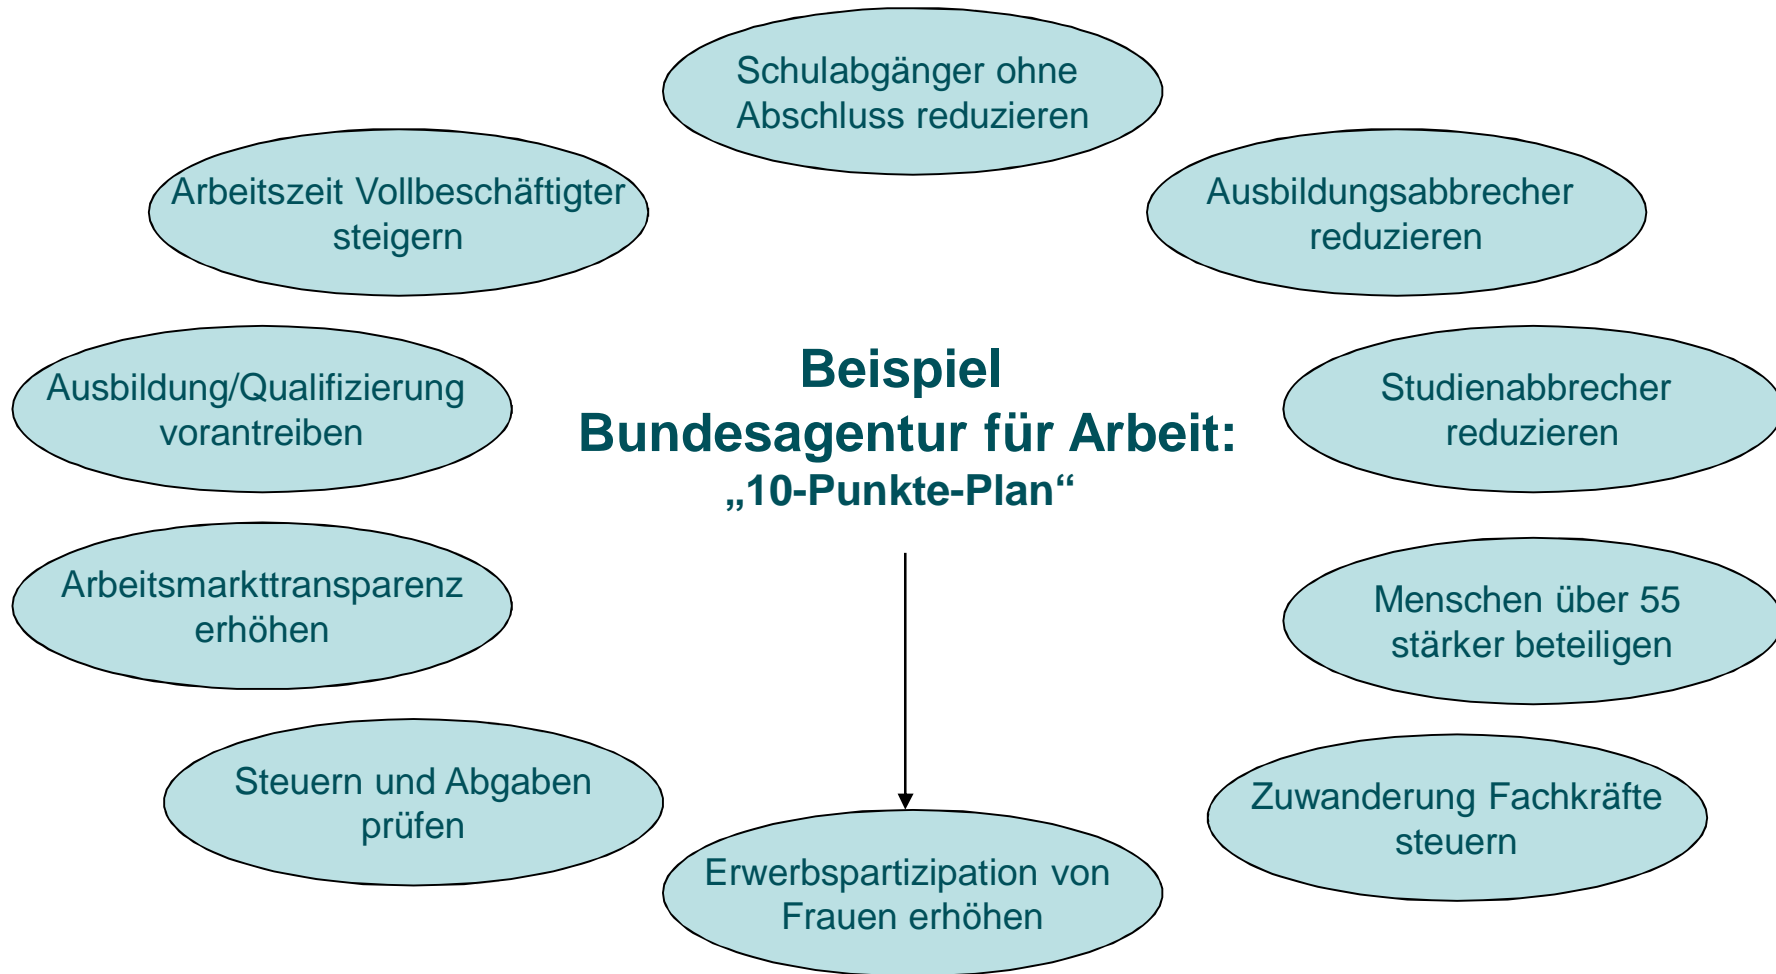 Schulabgänger ohne
Abschluss reduzieren
Arbeitszeit Vollbeschäftigter
steigern
Ausbildungsabbrecher
reduzieren
Ausbildung/Qualifizierung
vorantreiben
Beispiel
Bundesagentur für Arbeit:
„10-Punkte-Plan“
Studienabbrecher
reduzieren
Arbeitsmarkttransparenz
erhöhen
Menschen über 55
stärker beteiligen
Steuern und Abgaben
prüfen
Zuwanderung Fachkräfte
steuern
Erwerbspartizipation von
Frauen erhöhen